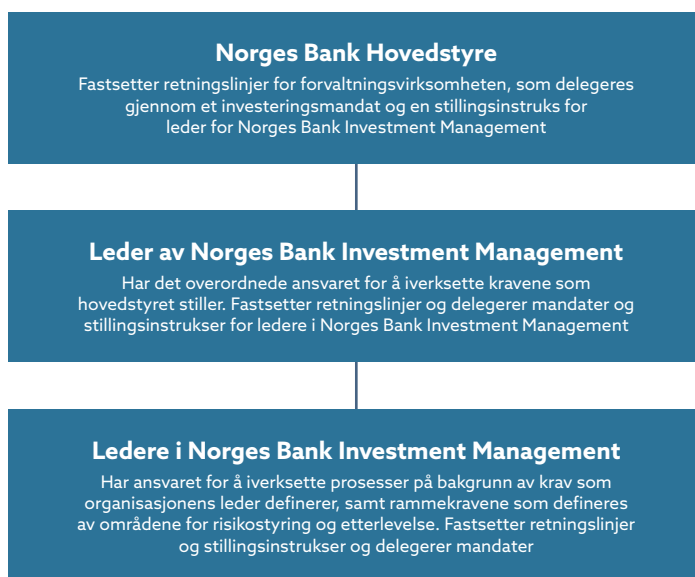 Norges Bank Hovedstyre
Fastsetter retningslinjer for forvaltningsvirksomheten, som delegeres
gjennom et investeringsmandat og en stillingsinstruks for
leder for Norges Bank Investment Management
Leder av Norges Bank Investment Management
Har det overordnede ansvaret for å iverksette kravene som
hovedstyret stiller. Fastsetter retningslinjer og delegerer mandater og
stillingsinstrukser for ledere i Norges Bank Investment Management
Ledere i Norges Bank Investment Management
Har ansvaret for å iverksette prosesser på bakgrunn av krav som
organisasjonens leder definerer, samt rammekravene som defineres
av områdene for risikostyring og etterlevelse. Fastsetter retningslinjer
og stillingsinstrukser og delegerer mandater